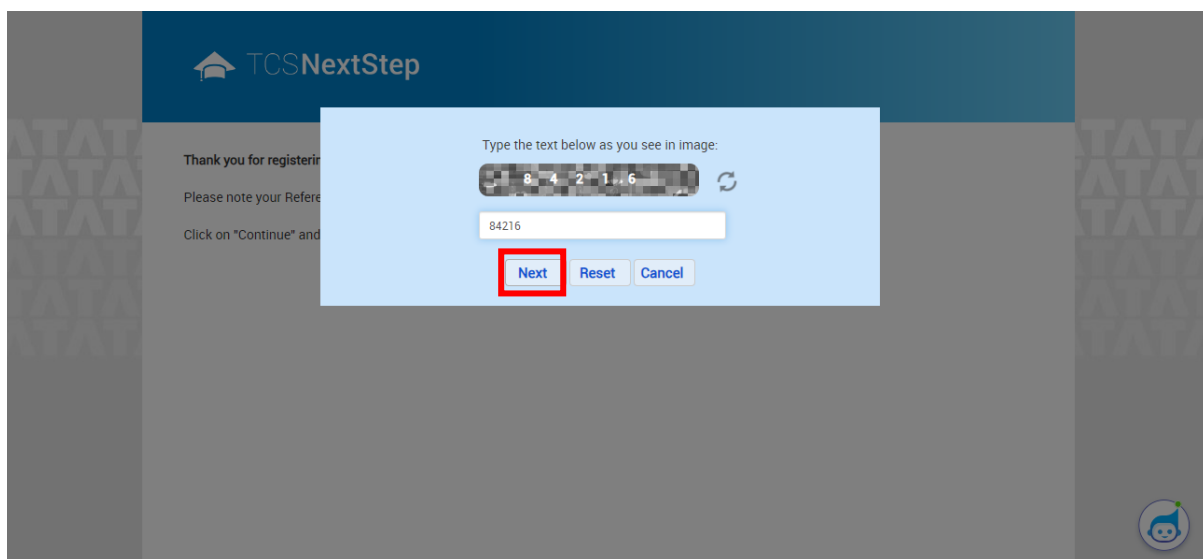 TCSNextStep
Type the text below as you see in image:
8 4 2 1 6
84216
Next Reset Cancel
Thank you for registerin
Please note your Refere
Click on "Continue" and